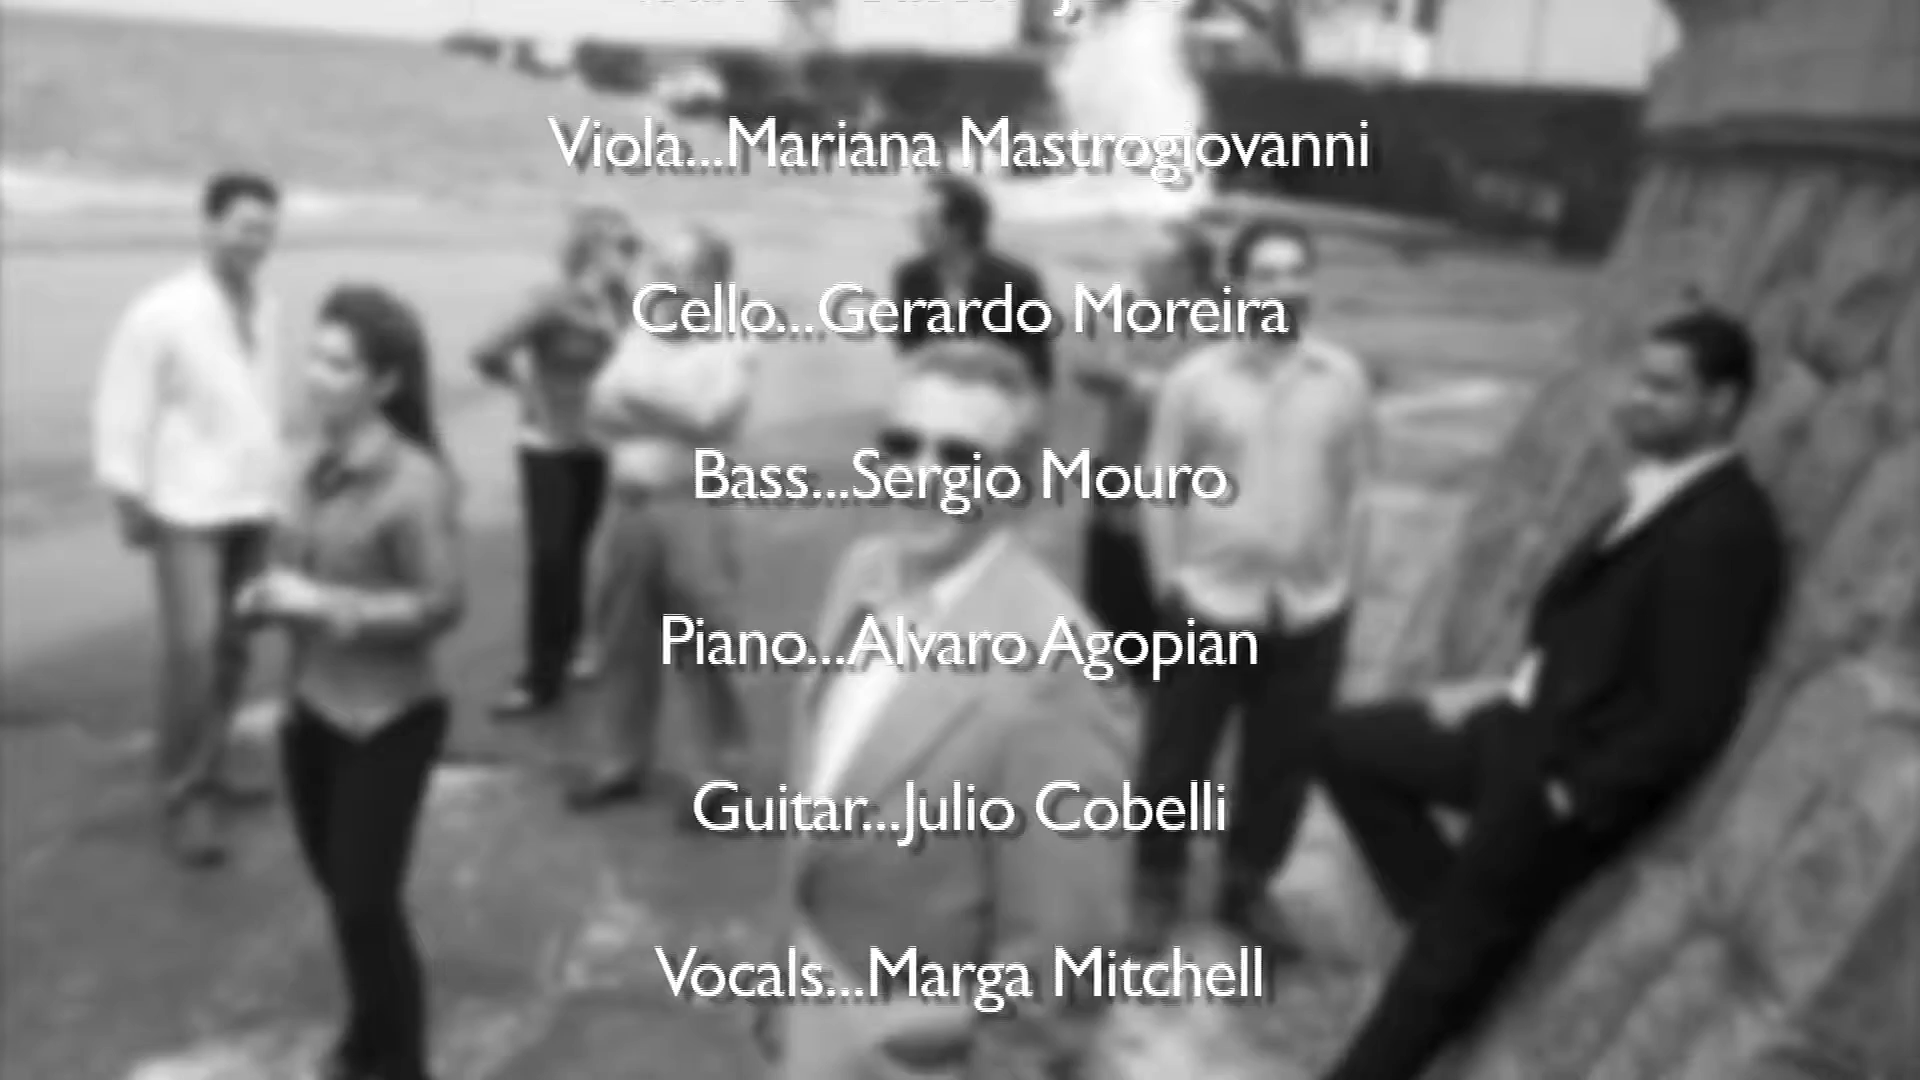 Viola...Mariana Mastrogiovanni
Cello...Gerardo Moreira
Bass...Sergio Mouro
Piano...Alvaro Agopian
Guitar...Julio Cobelli
Vocals...Marga Mitchell